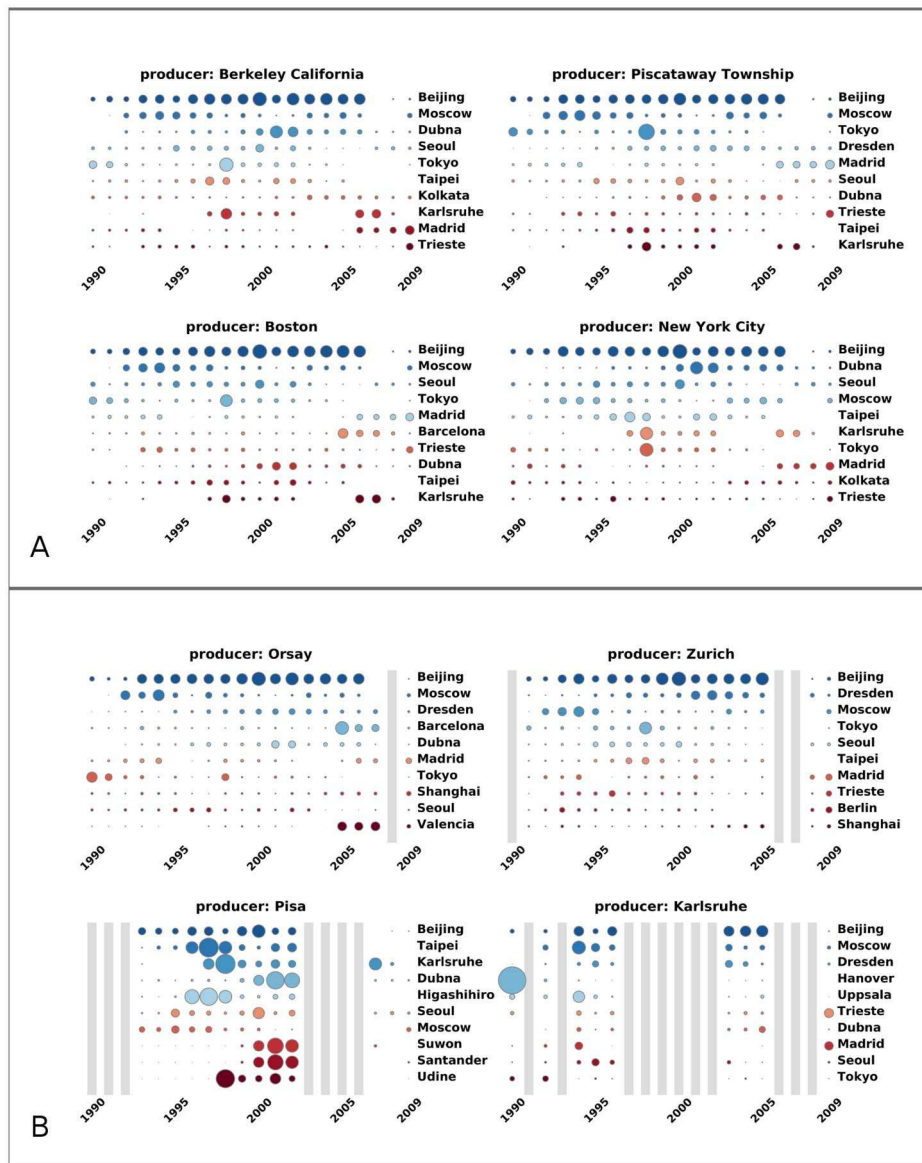 producer: Berkeley California
Beijing
Moscow
Dubna
Seoul
Tokyo
Taipei
Kolkata
Karlsruhe
Madrid
Trieste
1990 1995 2000 2005 2009
producer: Piscataway Township
Beijing
Moscow
Tokyo
Dresden
Madrid
Seoul
Dubna
Trieste
Taipei
Karlsruhe
1990 1995 2000 2005 2009
producer: Boston
Beijing
Moscow
Seoul
Tokyo
Madrid
Barcelona
Trieste
Dubna
Taipei
Karlsruhe
1990 1995 2000 2005 2009
producer: New York City
Beijing
Dubna
Seoul
Moscow
Taipei
Karlsruhe
Tokyo
Madrid
Kolkata
Trieste
1990 1995 2000 2005 2009
A
producer: Orsay
Beijing
Moscow
Dresden
Barcelona
Dubna
Madrid
Tokyo
Shanghai
Seoul
Valencia
1990 1995 2000 2005 2009
producer: Zurich
Beijing
Dresden
Moscow
Tokyo
Seoul
Taipei
Madrid
Trieste
Berlin
Shanghai
1990 1995 2000 2005 2009
producer: Pisa
Beijing
Taipei
Karlsruhe
Dubna
Higashihiro
Seoul
Moscow
Suwon
Santander
Udine
1990 1995 2000 2005 2009
producer: Karlsruhe
Beijing
Moscow
Dresden
Hanover
Uppsala
Trieste
Dubna
Madrid
Seoul
Tokyo
1990 1995 2000 2005 2009
B